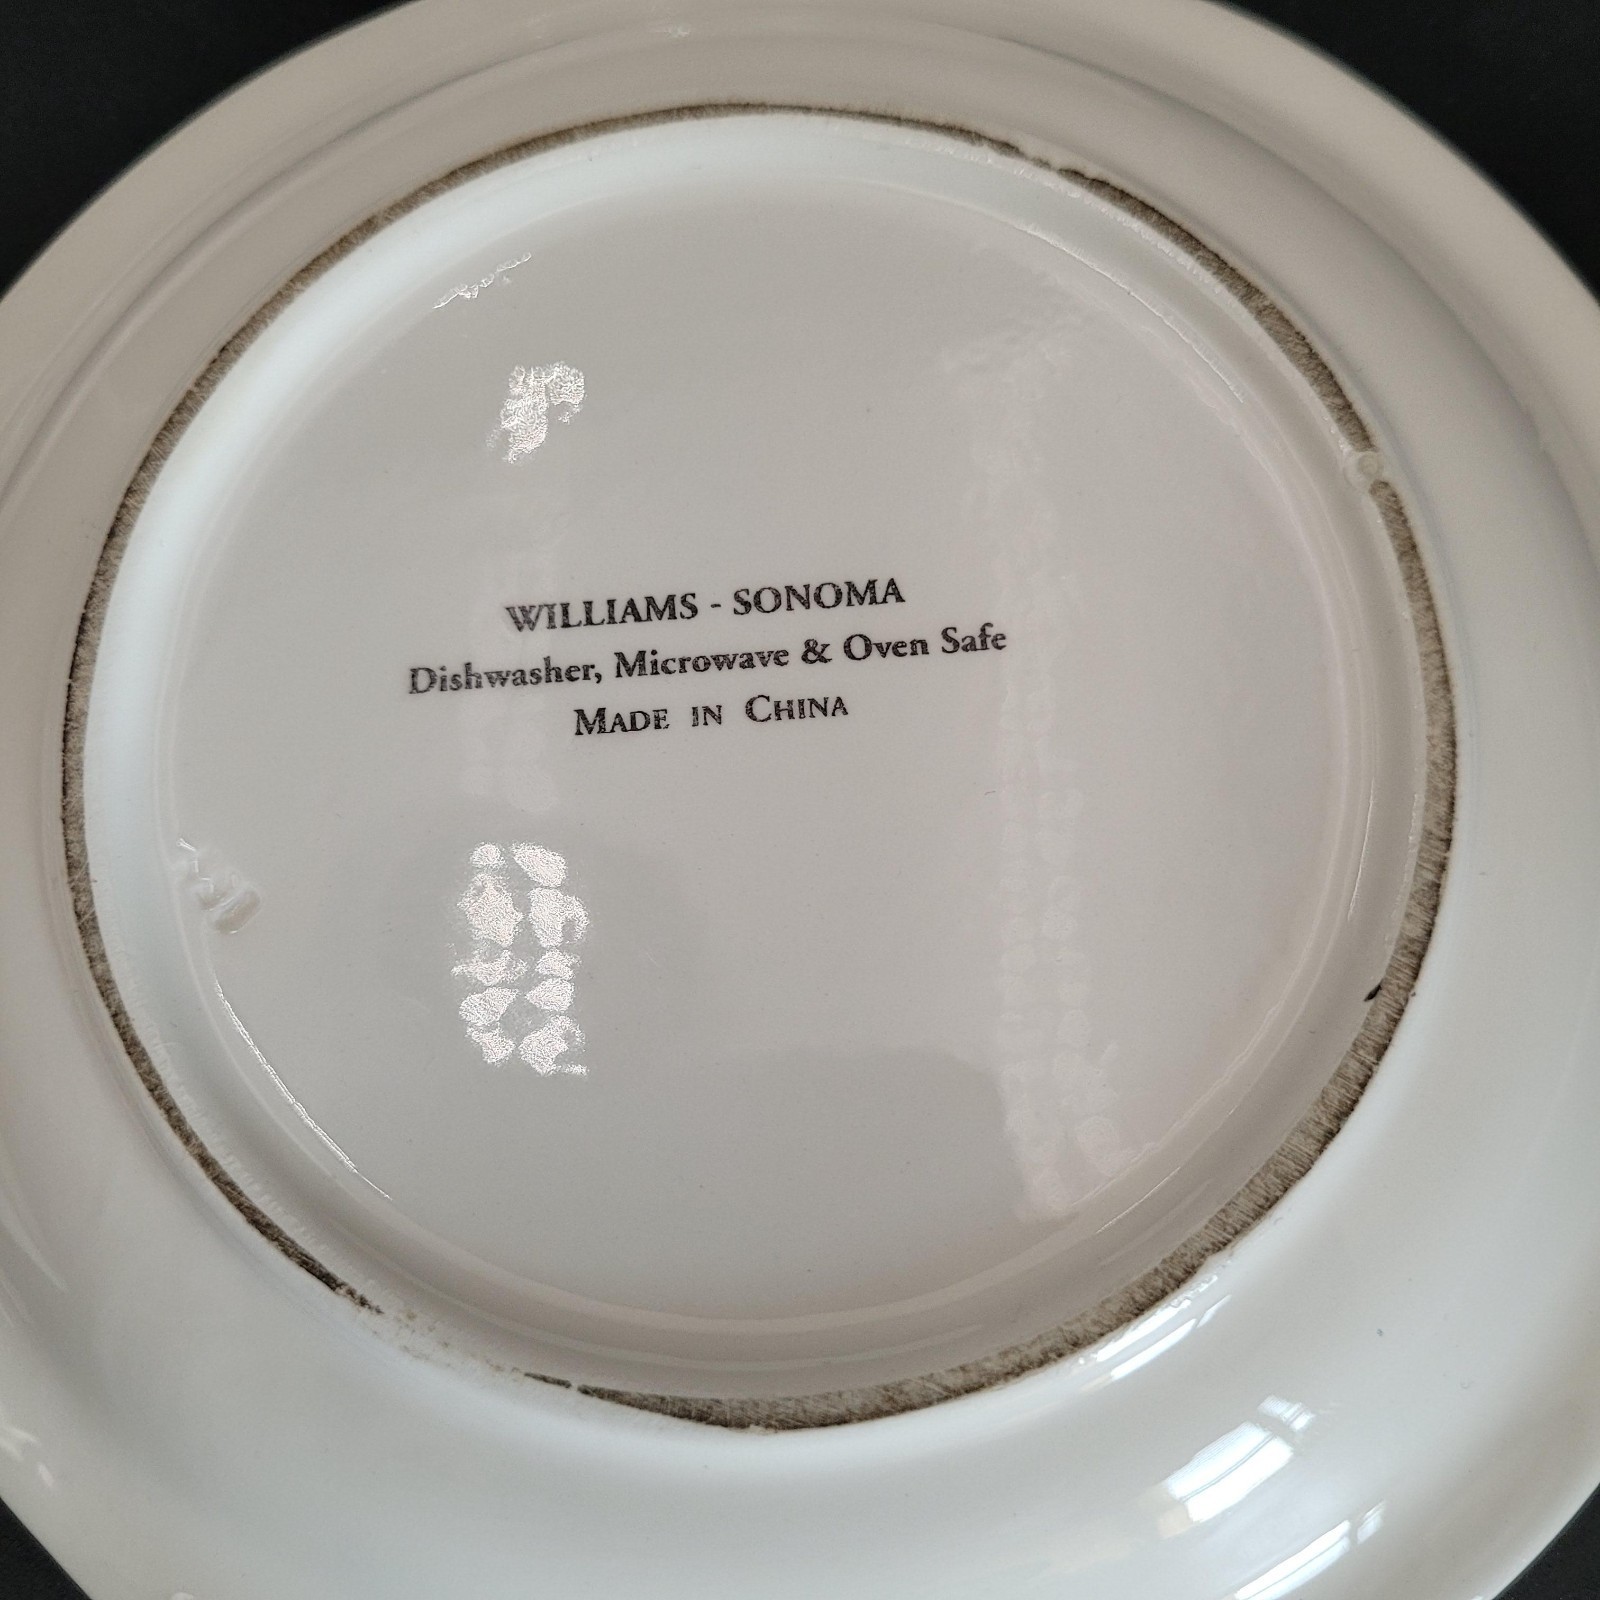 WILLIAMS - SONOMA
Dishwasher, Microwave & Oven Safe
MADE IN CHINA